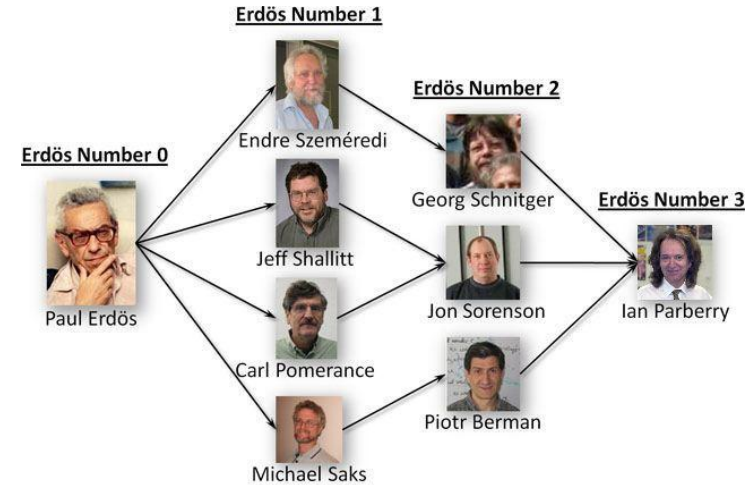 Erdös Number 0
Paul Erdös
Erdös Number 1
Endre Szeméredi
Jeff Shallitt
Carl Pomerance
Michael Saks
Erdös Number 2
Georg Schnitger
Jon Sorenson
Piotr Berman
Erdös Number 3
Ian Parberry